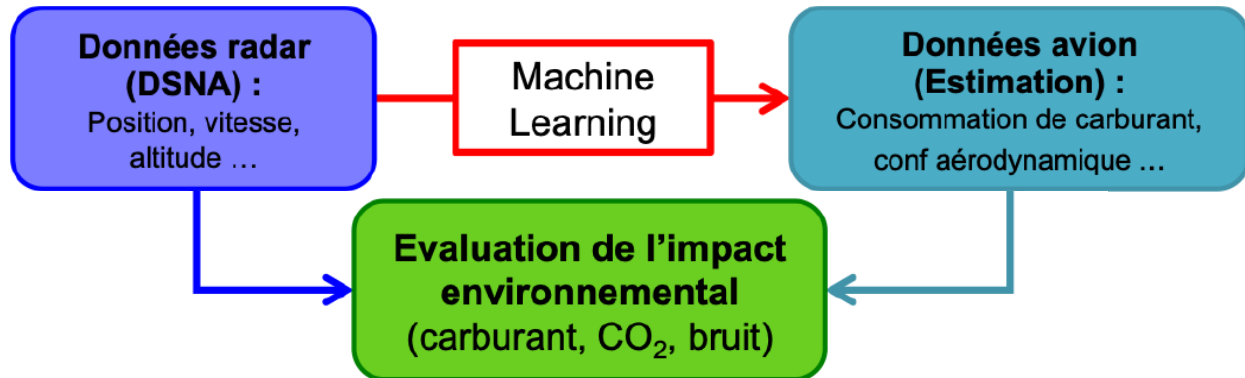 Données radar
(DSNA) :
Position, vitesse,
altitude ...
Machine
Learning
Données avion
(Estimation) :
Consommation de carburant,
conf aérodynamique ...
Evaluation de l’impact
environnemental
(carburant, CO₂, bruit)